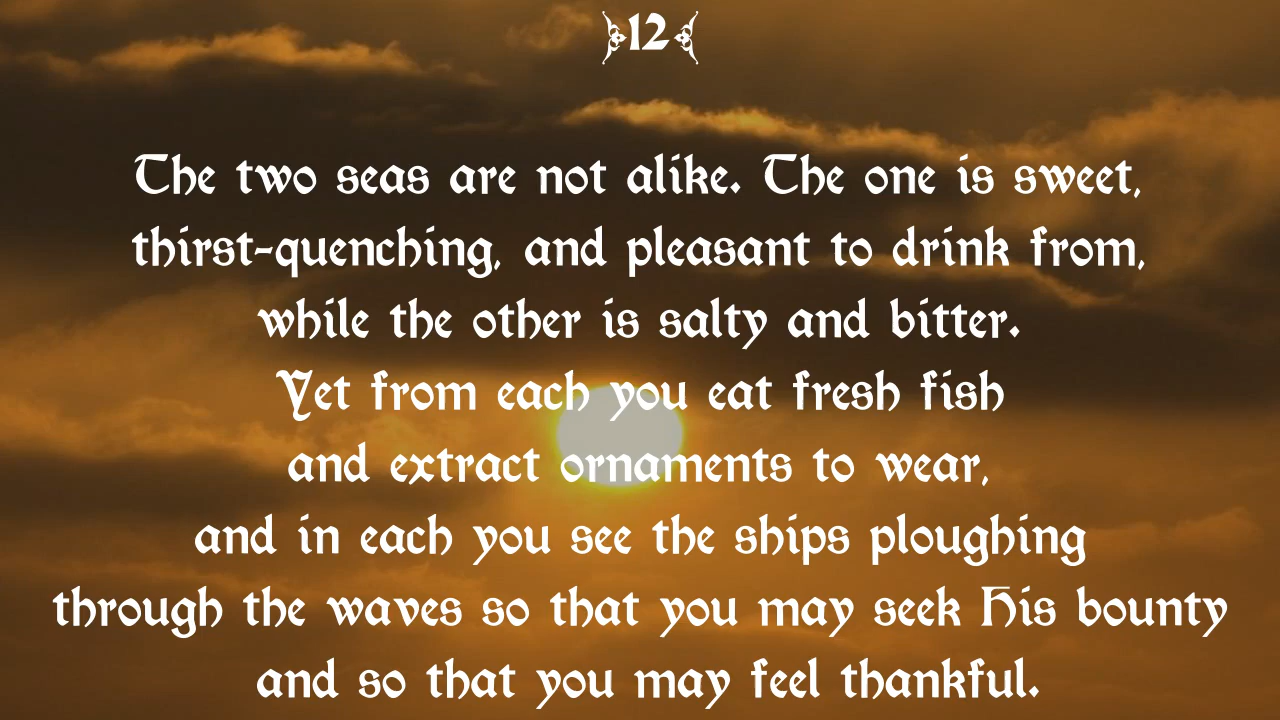 12
The two seas are not alike. The one is sweet,
thirst-quenching, and pleasant to drink from,
while the other is salty and bitter.
Yet from each you eat fresh fish
and extract ornaments to wear,
and in each you see the ships ploughing
through the waves so that you may seek His bounty
and so that you may feel thankful.